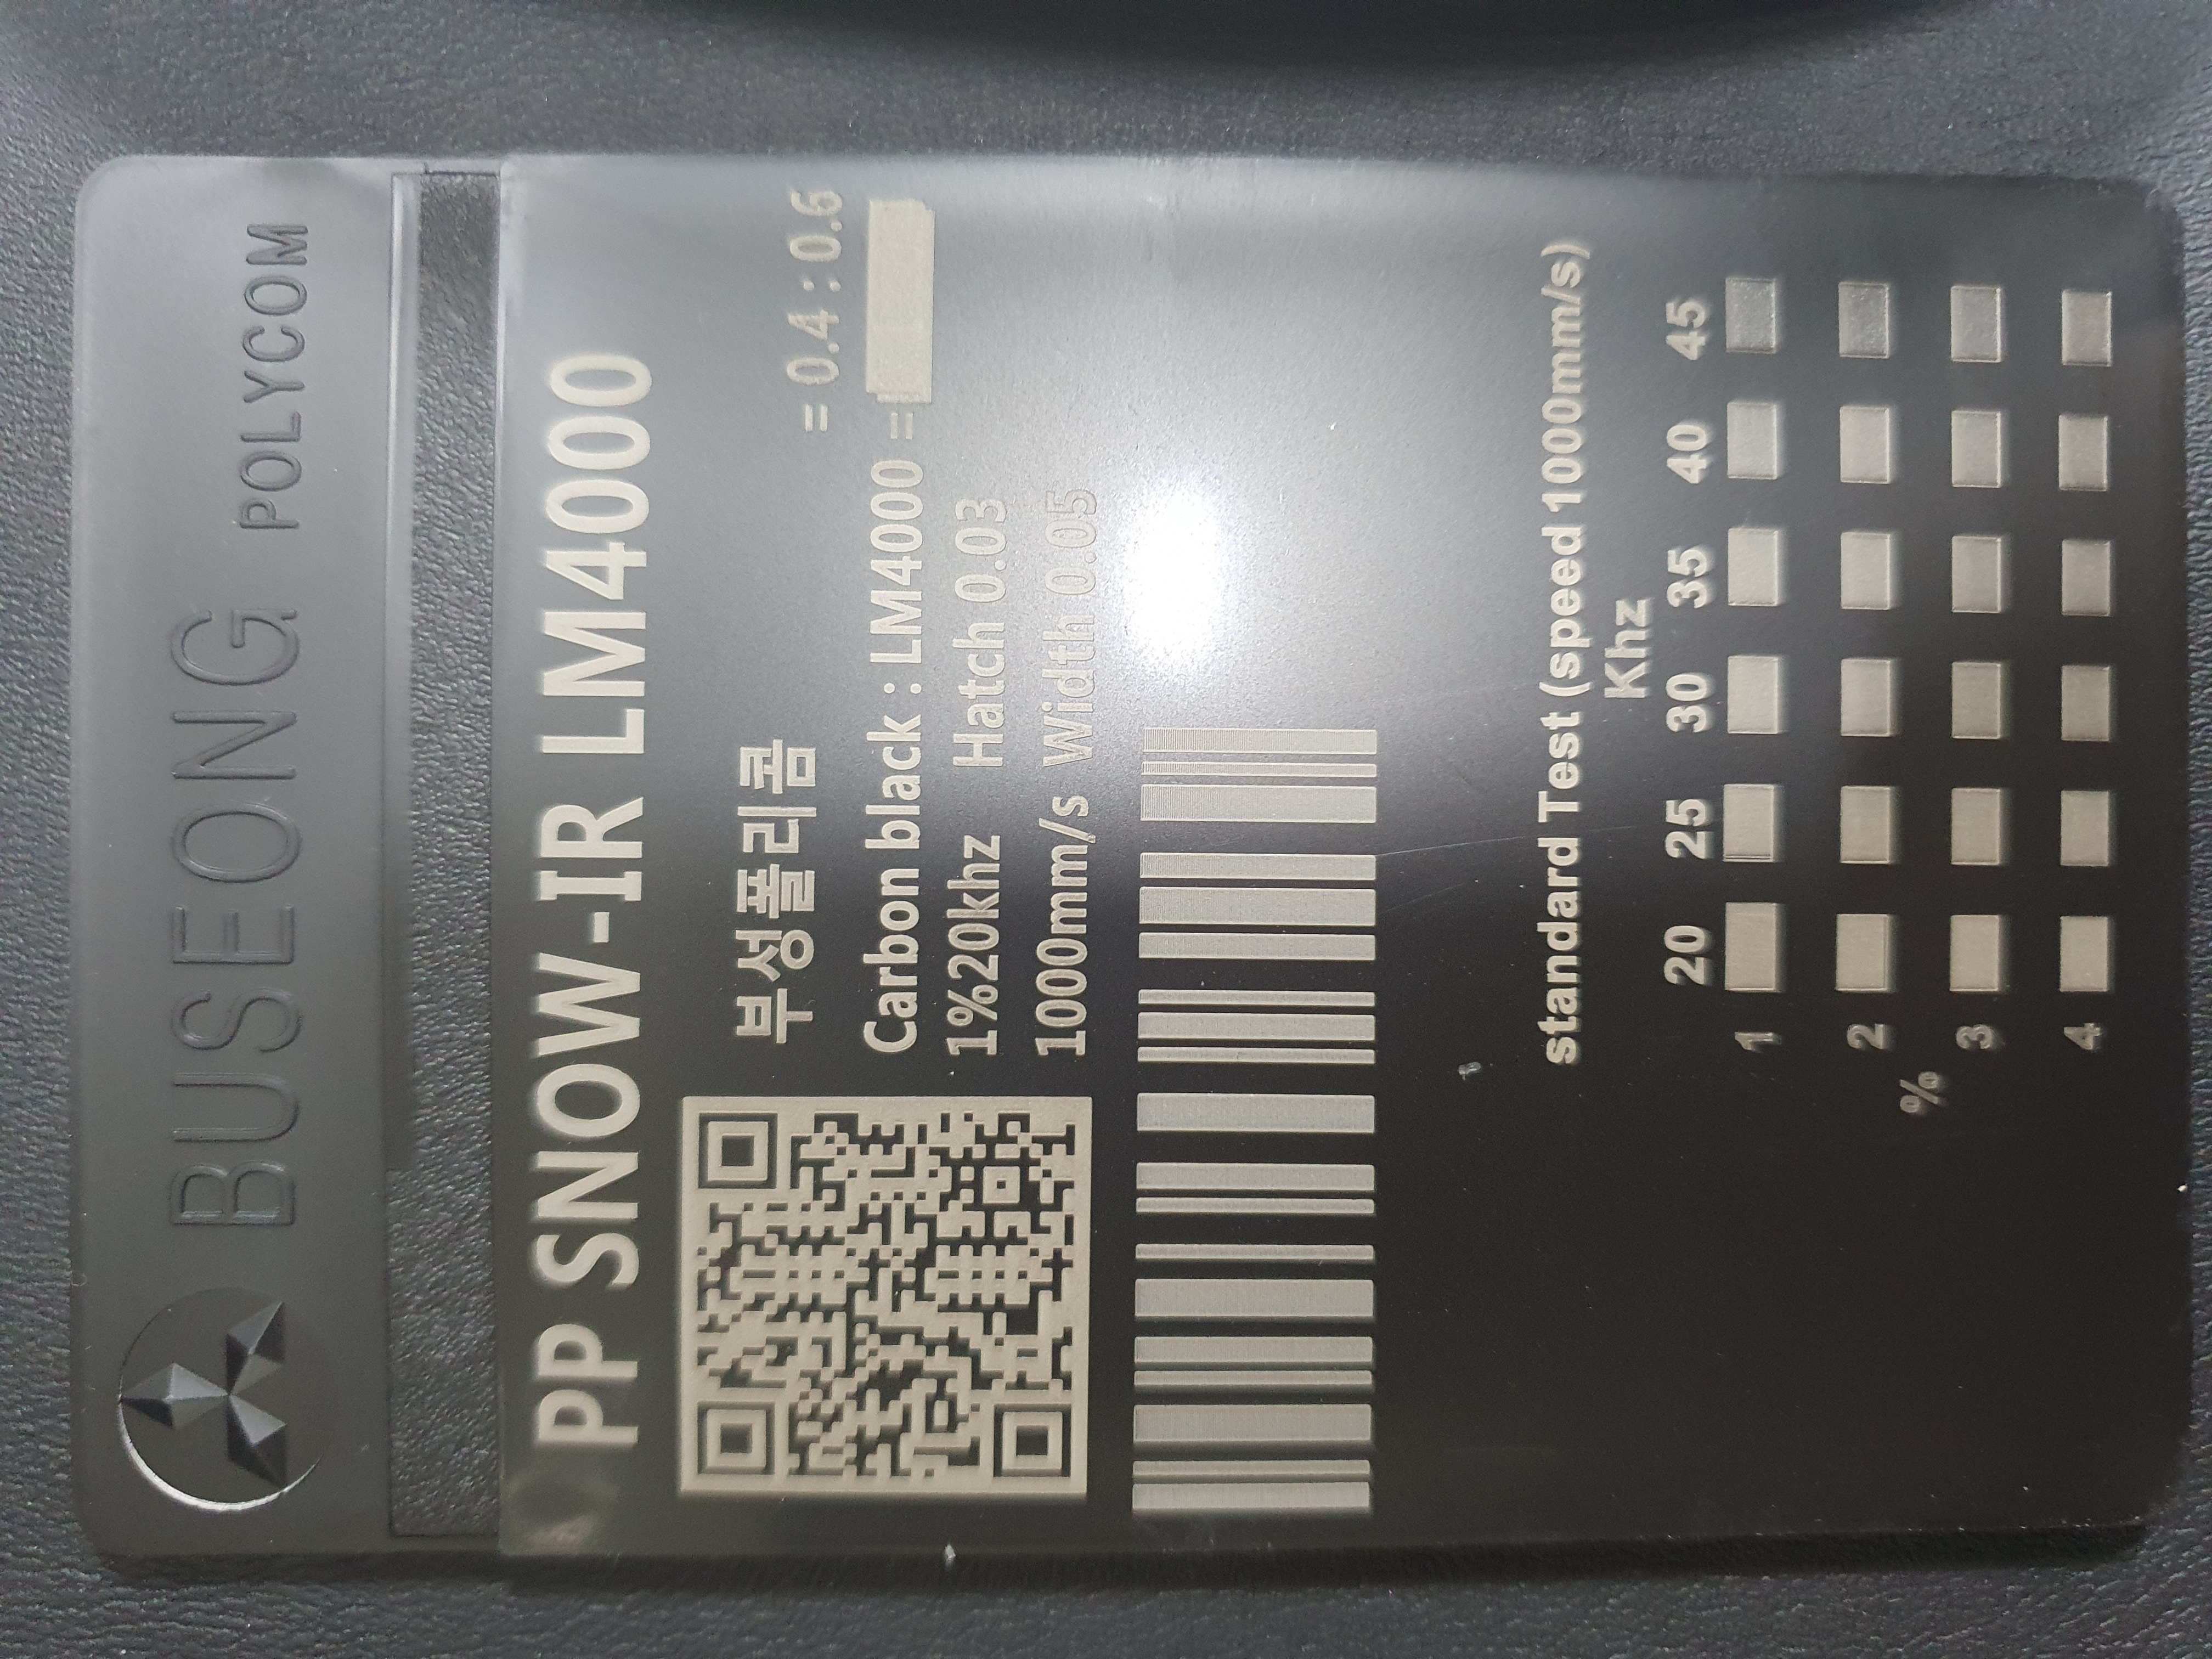 BUSEONG POLYCOM
PP SNOW-IR LM4000
부성폴리콤
= 0.4 : 0.6
Carbon black : LM4000 =
1%20khz Hatch 0.03
1000mm/s Width 0.05
standard Test (speed 1000mm/s)
Khz
20 25 30 35 40 45
1
2
%
3
4